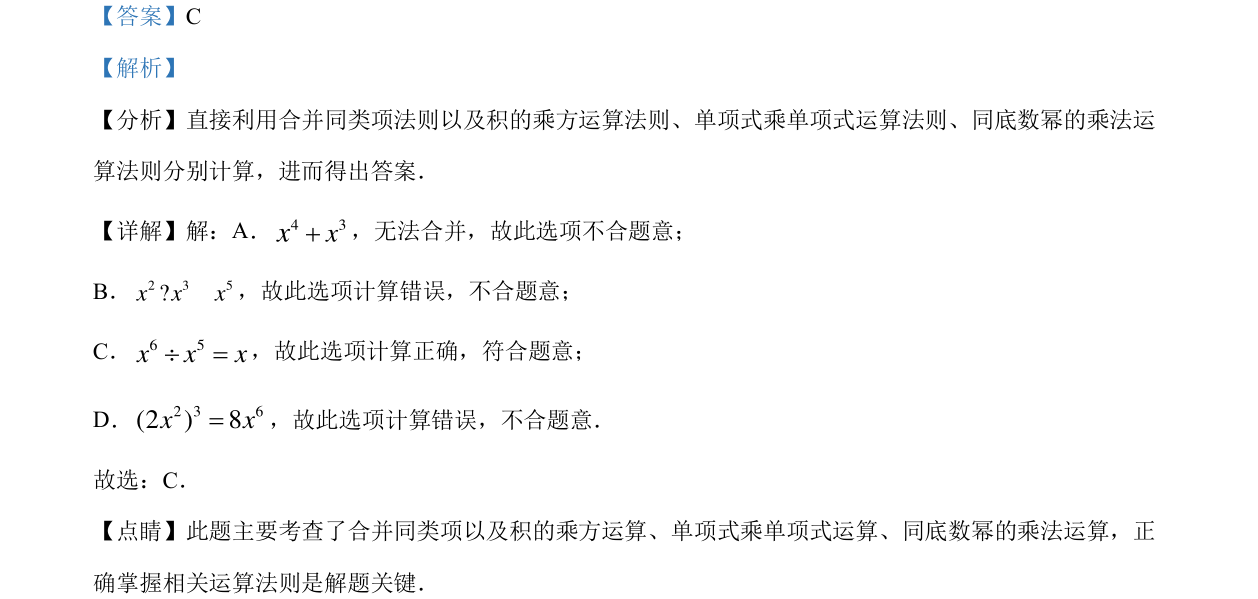 【答案】C
【解析】
【分析】直接利用合并同类项法则以及积的乘方运算法则、单项式乘单项式运算法则、同底数幂的乘法运
算法则分别计算，进而得出答案．
【详解】解：A． x⁴ + x³，无法合并，故此选项不合题意；
B． x² ?x³ x⁵，故此选项计算错误，不合题意；
C． x⁶ ÷ x⁵ = x，故此选项计算正确，符合题意；
D． (2x²)³ = 8x⁶，故此选项计算错误，不合题意．
故选：C．
【点睛】此题主要考查了合并同类项以及积的乘方运算、单项式乘单项式运算、同底数幂的乘法运算，正
确掌握相关运算法则是解题关键．